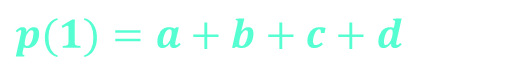 p(1) = a + b + c + d